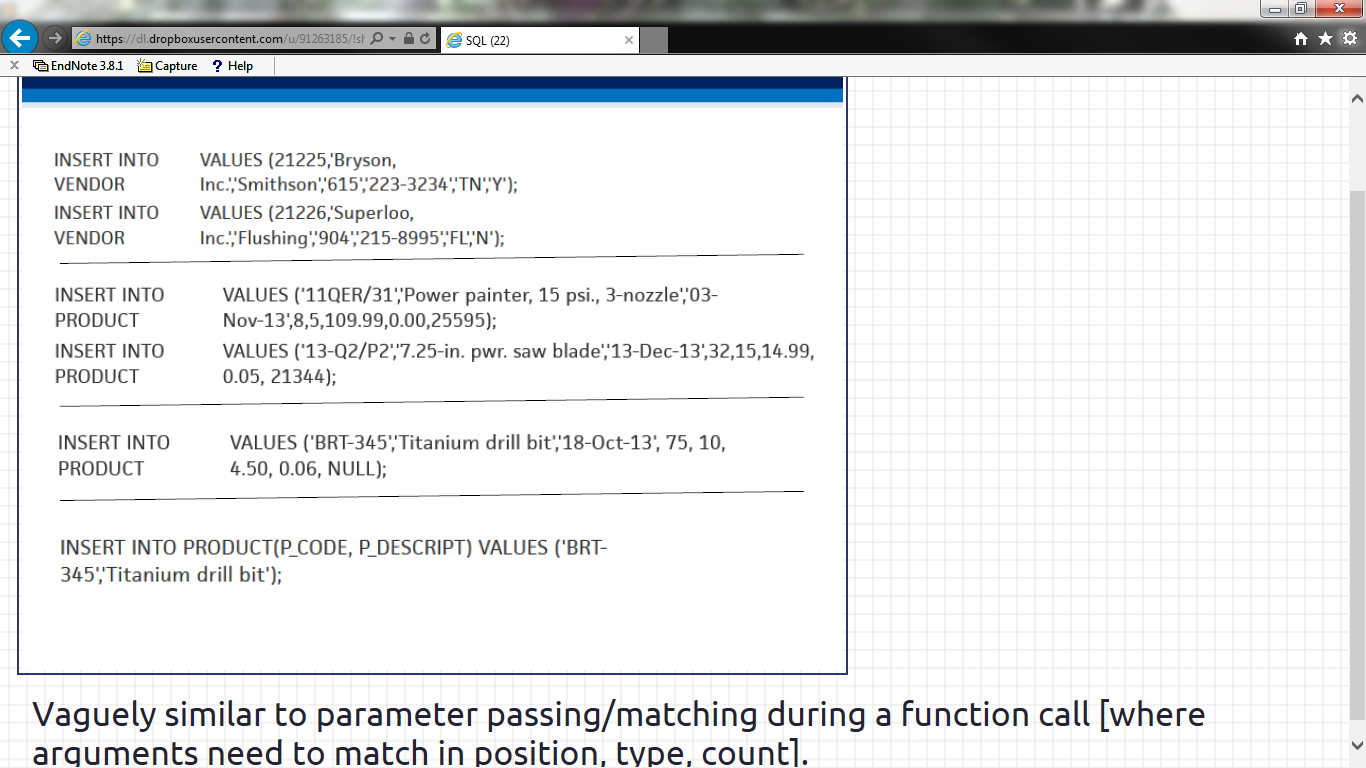 https://dl.dropboxusercontent.com/u/91263185/!sh
SQL (22)
EndNote 3.8.1 Capture ? Help
INSERT INTO VALUES (21225,'Bryson,
VENDOR Inc.','Smithson','615','223-3234','TN','Y');
INSERT INTO VALUES (21226,'Superloo,
VENDOR Inc.','Flushing','904','215-8995','FL','N');
INSERT INTO VALUES ('11QER/31','Power painter, 15 psi., 3-nozzle','03-
PRODUCT Nov-13',8,5,109.99,0.00,25595);
INSERT INTO VALUES ('13-Q2/P2','7.25-in. pwr. saw blade','13-Dec-13',32,15,14.99,
PRODUCT 0.05, 21344);
INSERT INTO VALUES ('BRT-345','Titanium drill bit','18-Oct-13', 75, 10,
PRODUCT 4.50, 0.06, NULL);
INSERT INTO PRODUCT(P_CODE, P_DESCRIPT) VALUES ('BRT-
345','Titanium drill bit');
Vaguely similar to parameter passing/matching during a function call [where
arguments need to match in position, type, count].